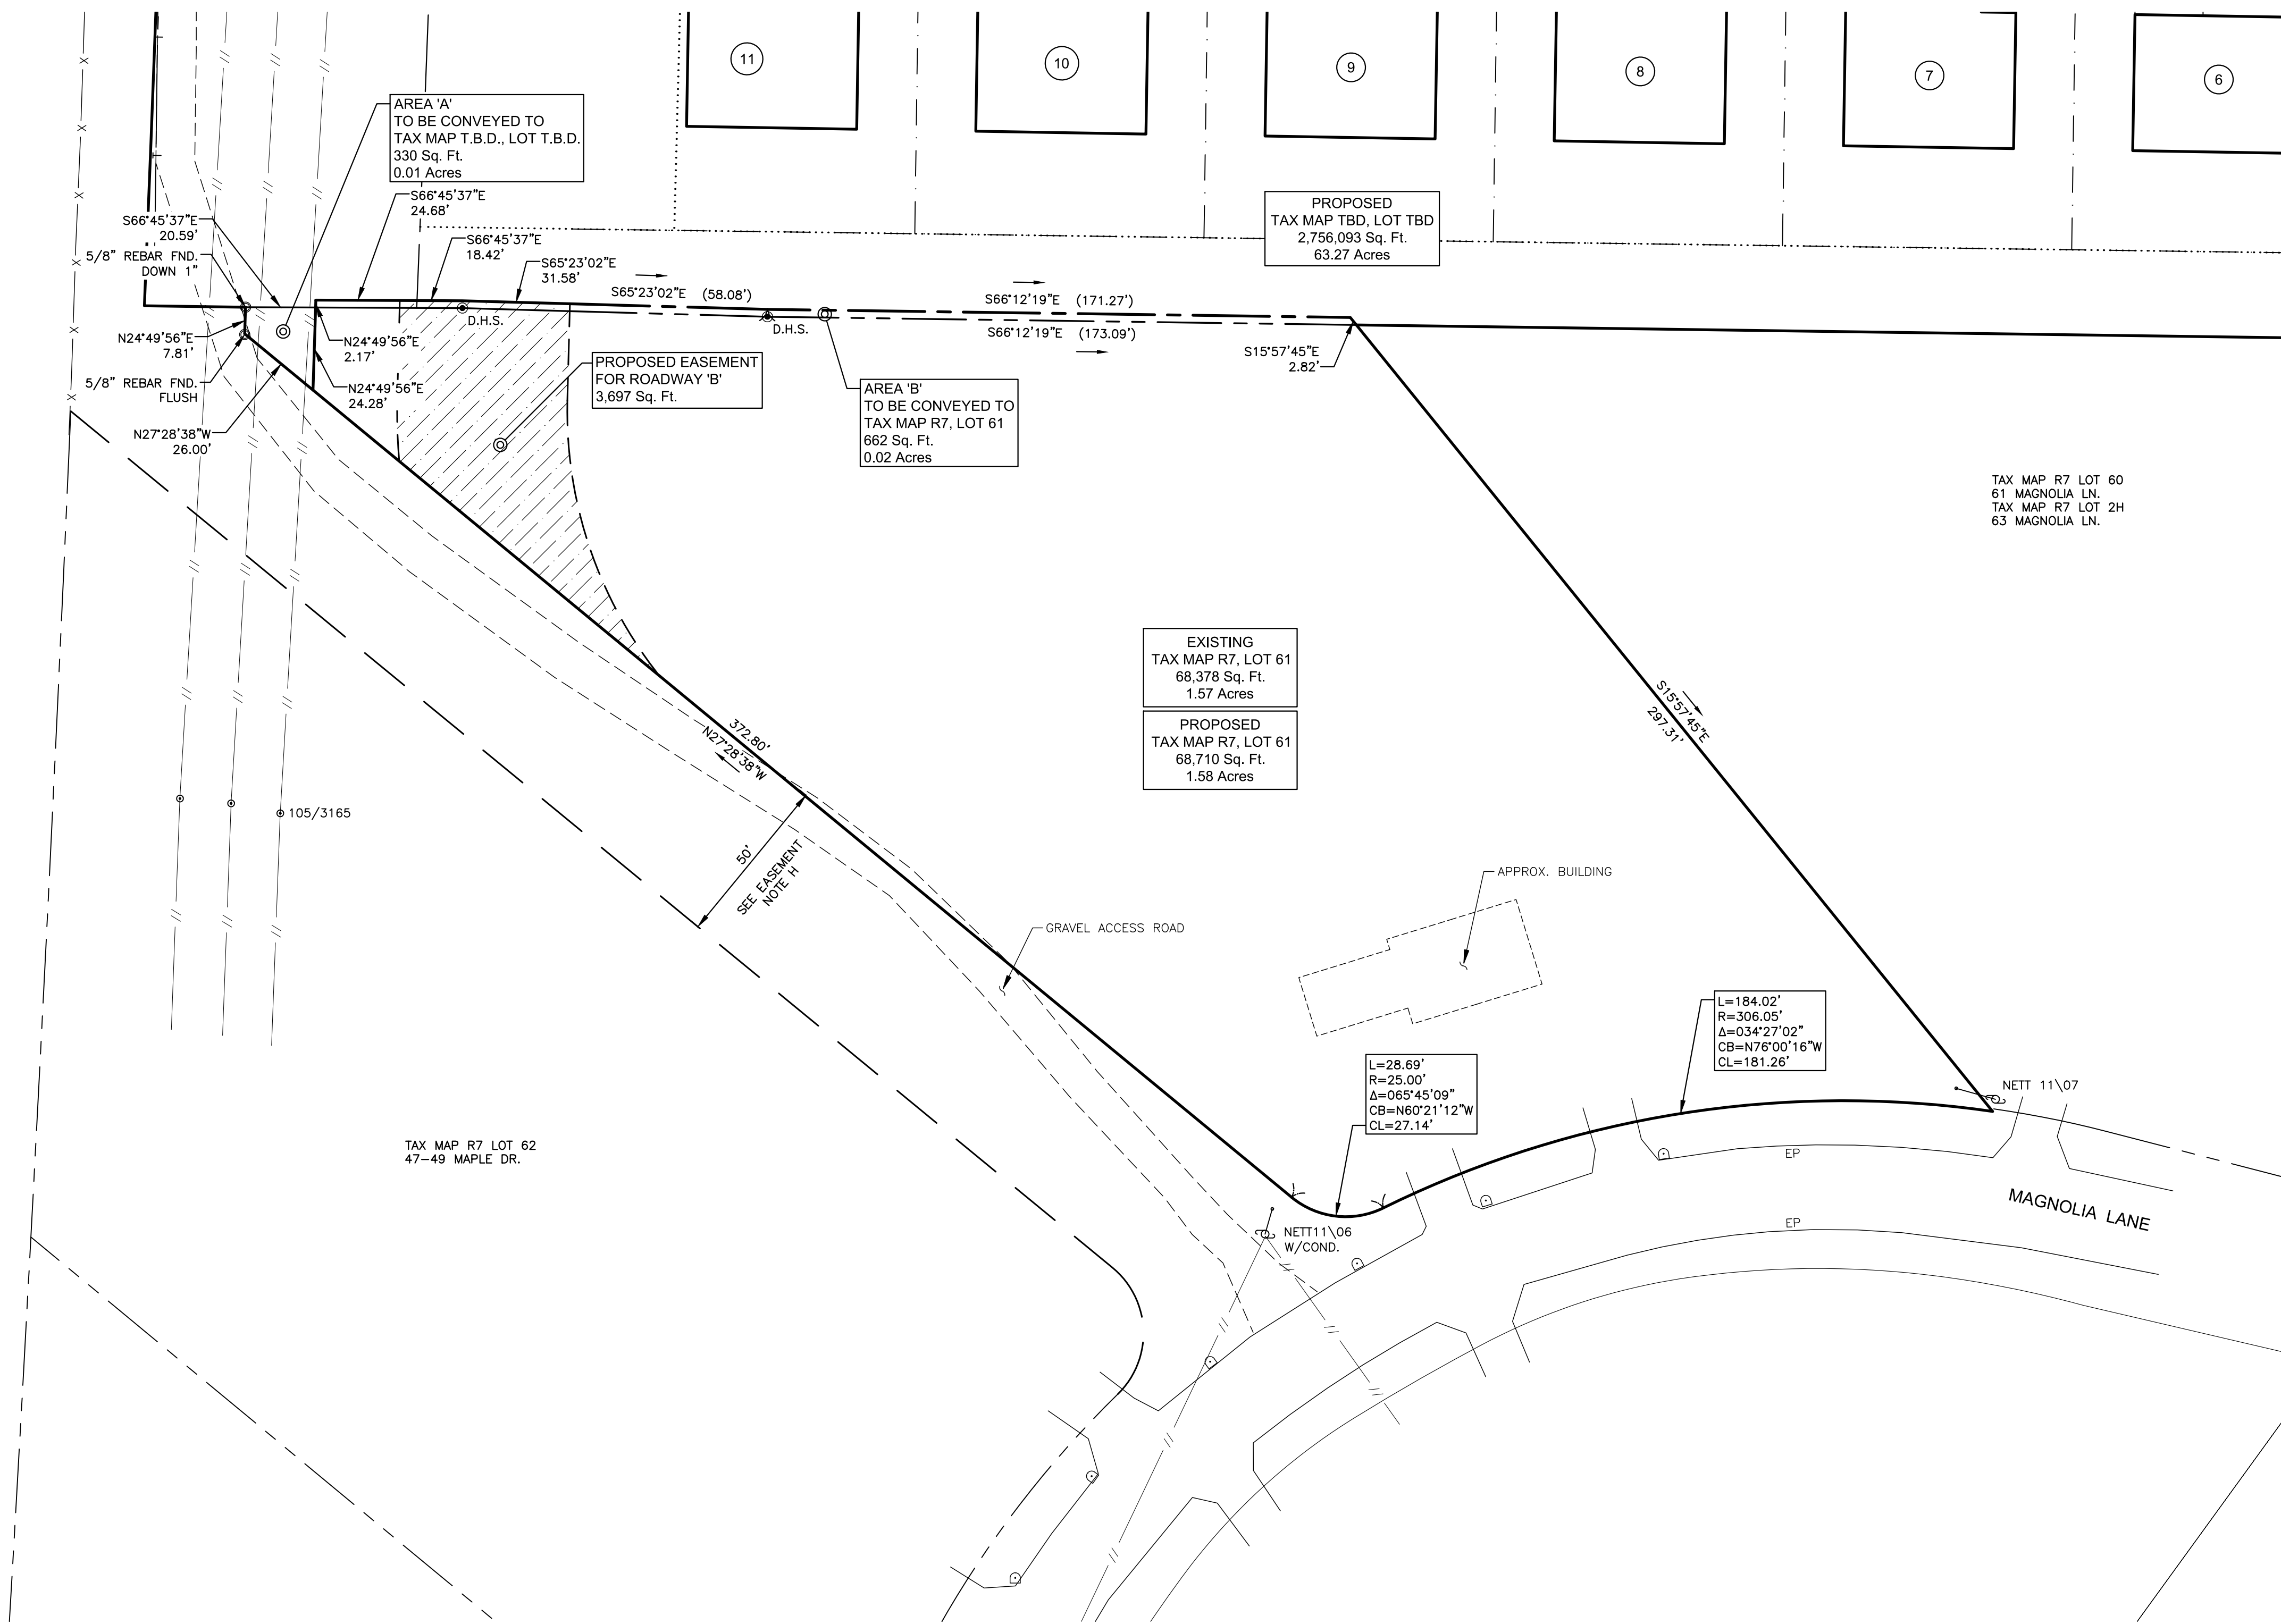 11
10
9
8
7
6
AREA 'A'
TO BE CONVEYED TO
TAX MAP T.B.D., LOT T.B.D.
330 Sq. Ft.
0.01 Acres
S66°45'37"E
24.68'
S66°45'37"E
20.59'
5/8" REBAR FND.
DOWN 1"
S66°45'37"E
18.42'
S65°23'02"E
31.58'
S65°23'02"E (58.08')
PROPOSED
TAX MAP TBD, LOT TBD
2,756,093 Sq. Ft.
63.27 Acres
S66°12'19"E (171.27')
S66°12'19"E (173.09')
D.H.S.
D.H.S.
N24°49'56"E
7.81'
N24°49'56"E
2.17'
S15°57'45"E
2.82'
5/8" REBAR FND.
FLUSH
N24°49'56"E
24.28'
PROPOSED EASEMENT
FOR ROADWAY 'B'
3,697 Sq. Ft.
AREA 'B'
TO BE CONVEYED TO
TAX MAP R7, LOT 61
662 Sq. Ft.
0.02 Acres
N27°28'38"W
26.00'
TAX MAP R7 LOT 60
61 MAGNOLIA LN.
TAX MAP R7 LOT 2H
63 MAGNOLIA LN.
EXISTING
TAX MAP R7, LOT 61
68,378 Sq. Ft.
1.57 Acres
PROPOSED
TAX MAP R7, LOT 61
68,710 Sq. Ft.
1.58 Acres
S15°57'45"E
297.31'
372.80'
N27°28'38"W
105/3165
50'
SEE EASEMENT
NOTE H
APPROX. BUILDING
GRAVEL ACCESS ROAD
L=184.02'
R=306.05'
Δ=034°27'02"
CB=N76°00'16"W
CL=181.26'
L=28.69'
R=25.00'
Δ=065°45'09"
CB=N60°21'12"W
CL=27.14'
NETT 11\07
TAX MAP R7 LOT 62
47-49 MAPLE DR.
EP
MAGNOLIA LANE
EP
NETT11\06
W/COND.
X
X
X
X
X
X